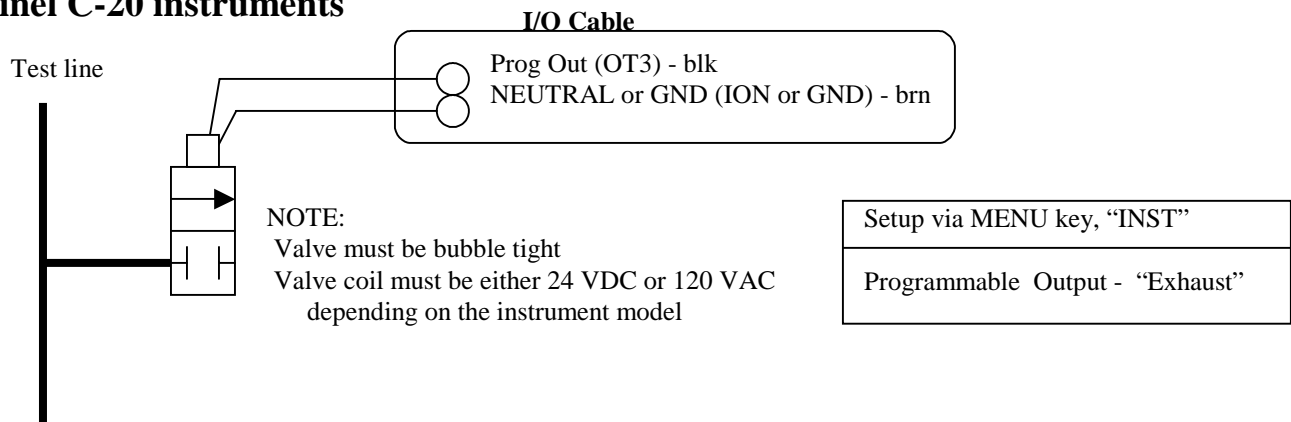 C-20 instruments
I/O Cable
Test line
Prog Out (OT3) - blk
NEUTRAL or GND (ION or GND) - brn
NOTE:
Valve must be bubble tight
Valve coil must be either 24 VDC or 120 VAC
depending on the instrument model
Setup via MENU key, “INST”
Programmable Output - “Exhaust”